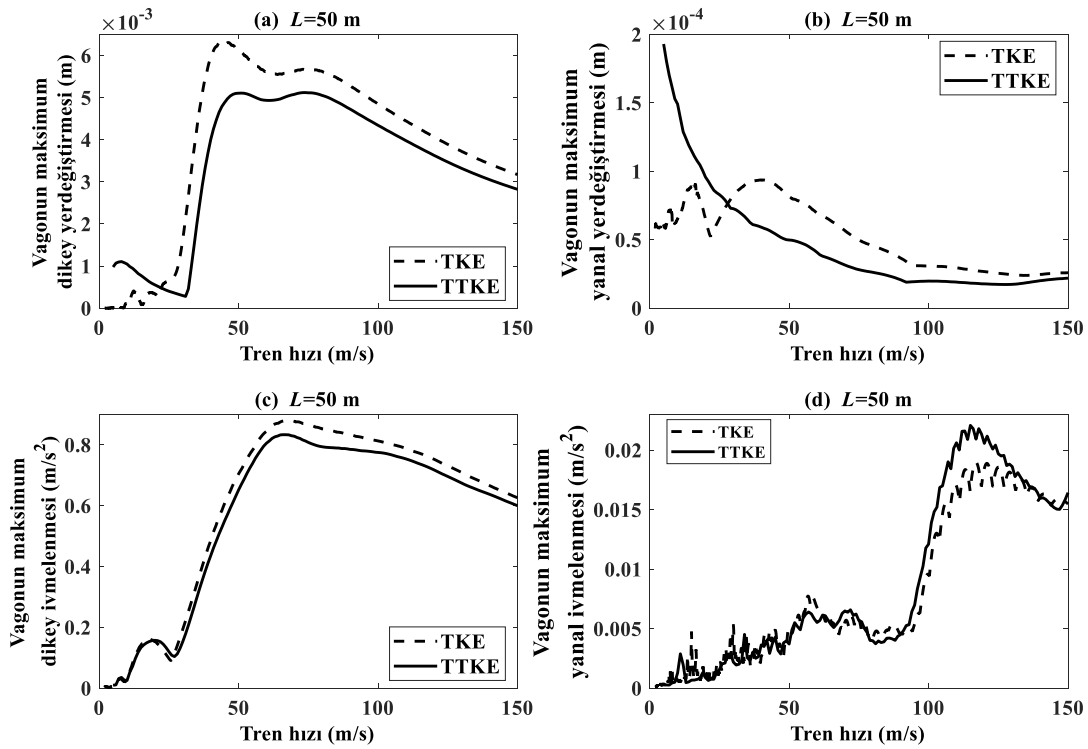 (a) L=50 m
×10⁻³
Vagonun maksimum
dikey yerdeğiştirmesi (m)
6
5
4
3
2
1
0
TKE
TTKE
0
50
100
150
Tren hızı (m/s)
(b) L=50 m
×10⁻⁴
Vagonun maksimum
yanal yerdeğiştirmesi (m)
2
1.5
1
0.5
0
TKE
TTKE
0
50
100
150
Tren hızı (m/s)
(c) L=50 m
Vagonun maksimum
dikey ivmelenmesi (m/s²)
0.8
0.6
0.4
0.2
0
TKE
TTKE
0
50
100
150
Tren hızı (m/s)
(d) L=50 m
Vagonun maksimum
yanal ivmelenmesi (m/s²)
0.02
0.015
0.01
0.005
0
TKE
TTKE
0
50
100
150
Tren hızı (m/s)